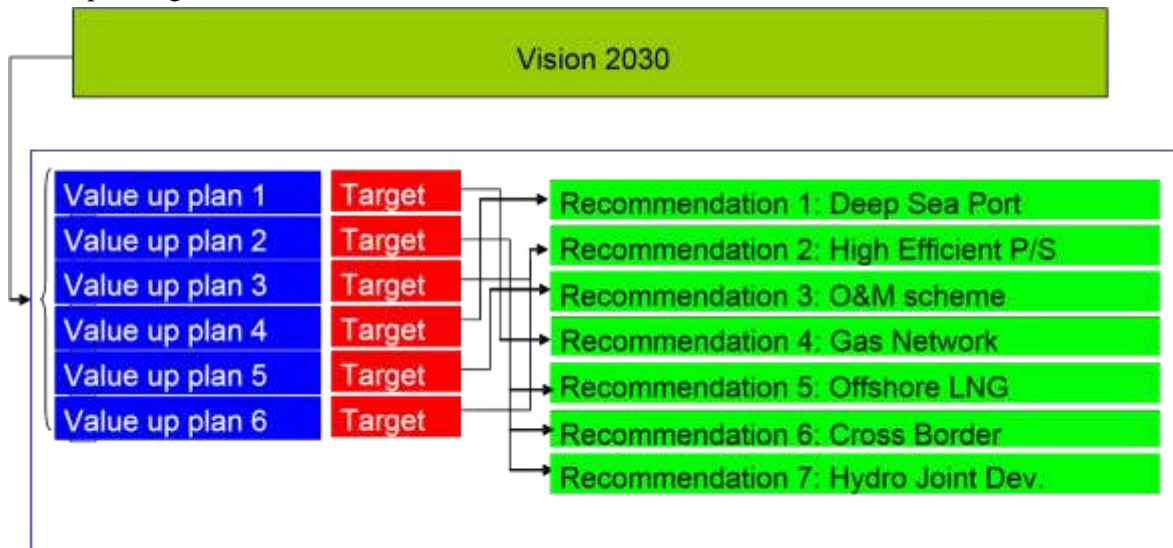 Vision 2030
Value up plan 1 Target
Value up plan 2 Target
Value up plan 3 Target
Value up plan 4 Target
Value up plan 5 Target
Value up plan 6 Target
Recommendation 1: Deep Sea Port
Recommendation 2: High Efficient P/S
Recommendation 3: O&M scheme
Recommendation 4: Gas Network
Recommendation 5: Offshore LNG
Recommendation 6: Cross Border
Recommendation 7: Hydro Joint Dev.